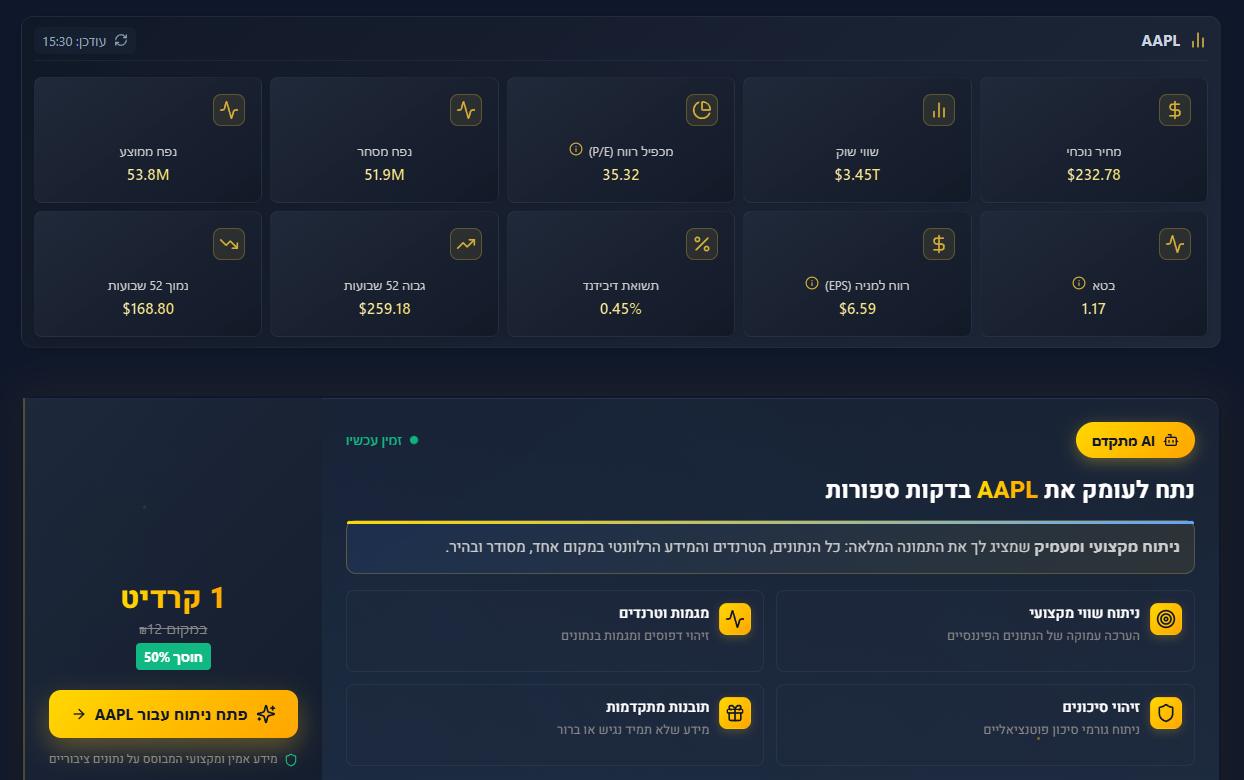 AAPL
עודכן: 15:30
מחיר נוכחי
$232.78
שווי שוק
$3.45T
מכפיל רווח (P/E)
35.32
נפח מסחר
51.9M
נפח ממוצע
53.8M
בטא
1.17
רווח למניה (EPS)
$6.59
תשואת דיבידנד
0.45%
גבוה 52 שבועות
$259.18
נמוך 52 שבועות
$168.80
AI מתקדם
זמין עכשיו
נתח לעומק את AAPL בדקות ספורות
ניתוח מקצועי ומעמיק שמציג לך את התמונה המלאה: כל הנתונים, הטרנדים והמידע הרלוונטי במקום אחד, מסודר ובהיר.
ניתוח שווי מקצועי
הערכה עמוקה של הנתונים הפיננסיים
מגמות וטרנדים
זיהוי דפוסים ומגמות בנתונים
זיהוי סיכונים
ניתוח גורמי סיכון פוטנציאליים
תובנות מתקדמות
מידע שלא תמיד נגיש או ברור
1 קרדיט
במקום 12₪
חוסך 50%
פתח ניתוח עבור AAPL
מידע אמין ומקצועי המבוסס על נתונים ציבוריים